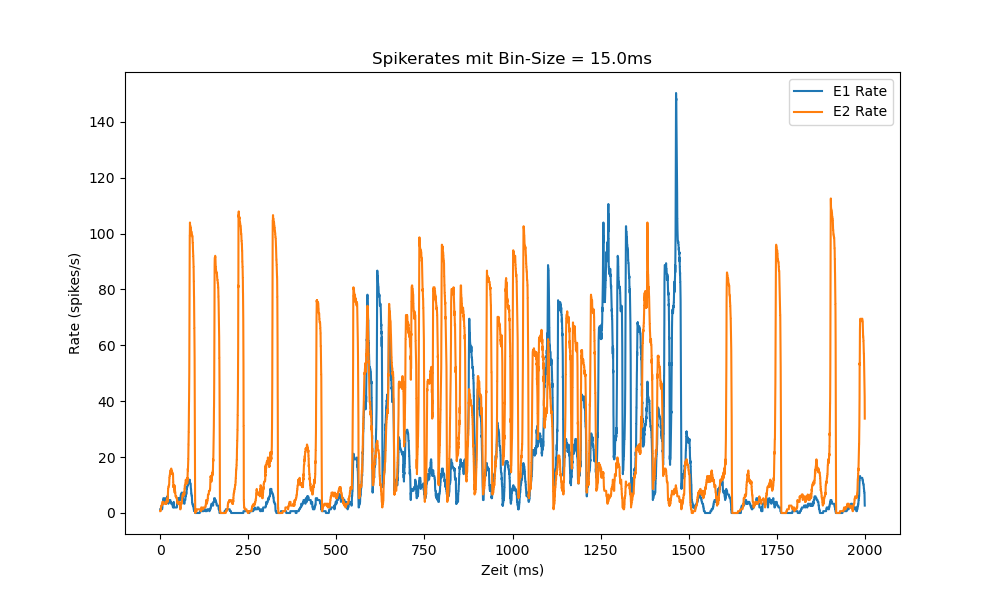 Spikerates mit Bin-Size = 15.0ms
E1 Rate
E2 Rate
Rate (spikes/s)
140
120
100
80
60
40
20
0
0 250 500 750 1000 1250 1500 1750 2000
Zeit (ms)